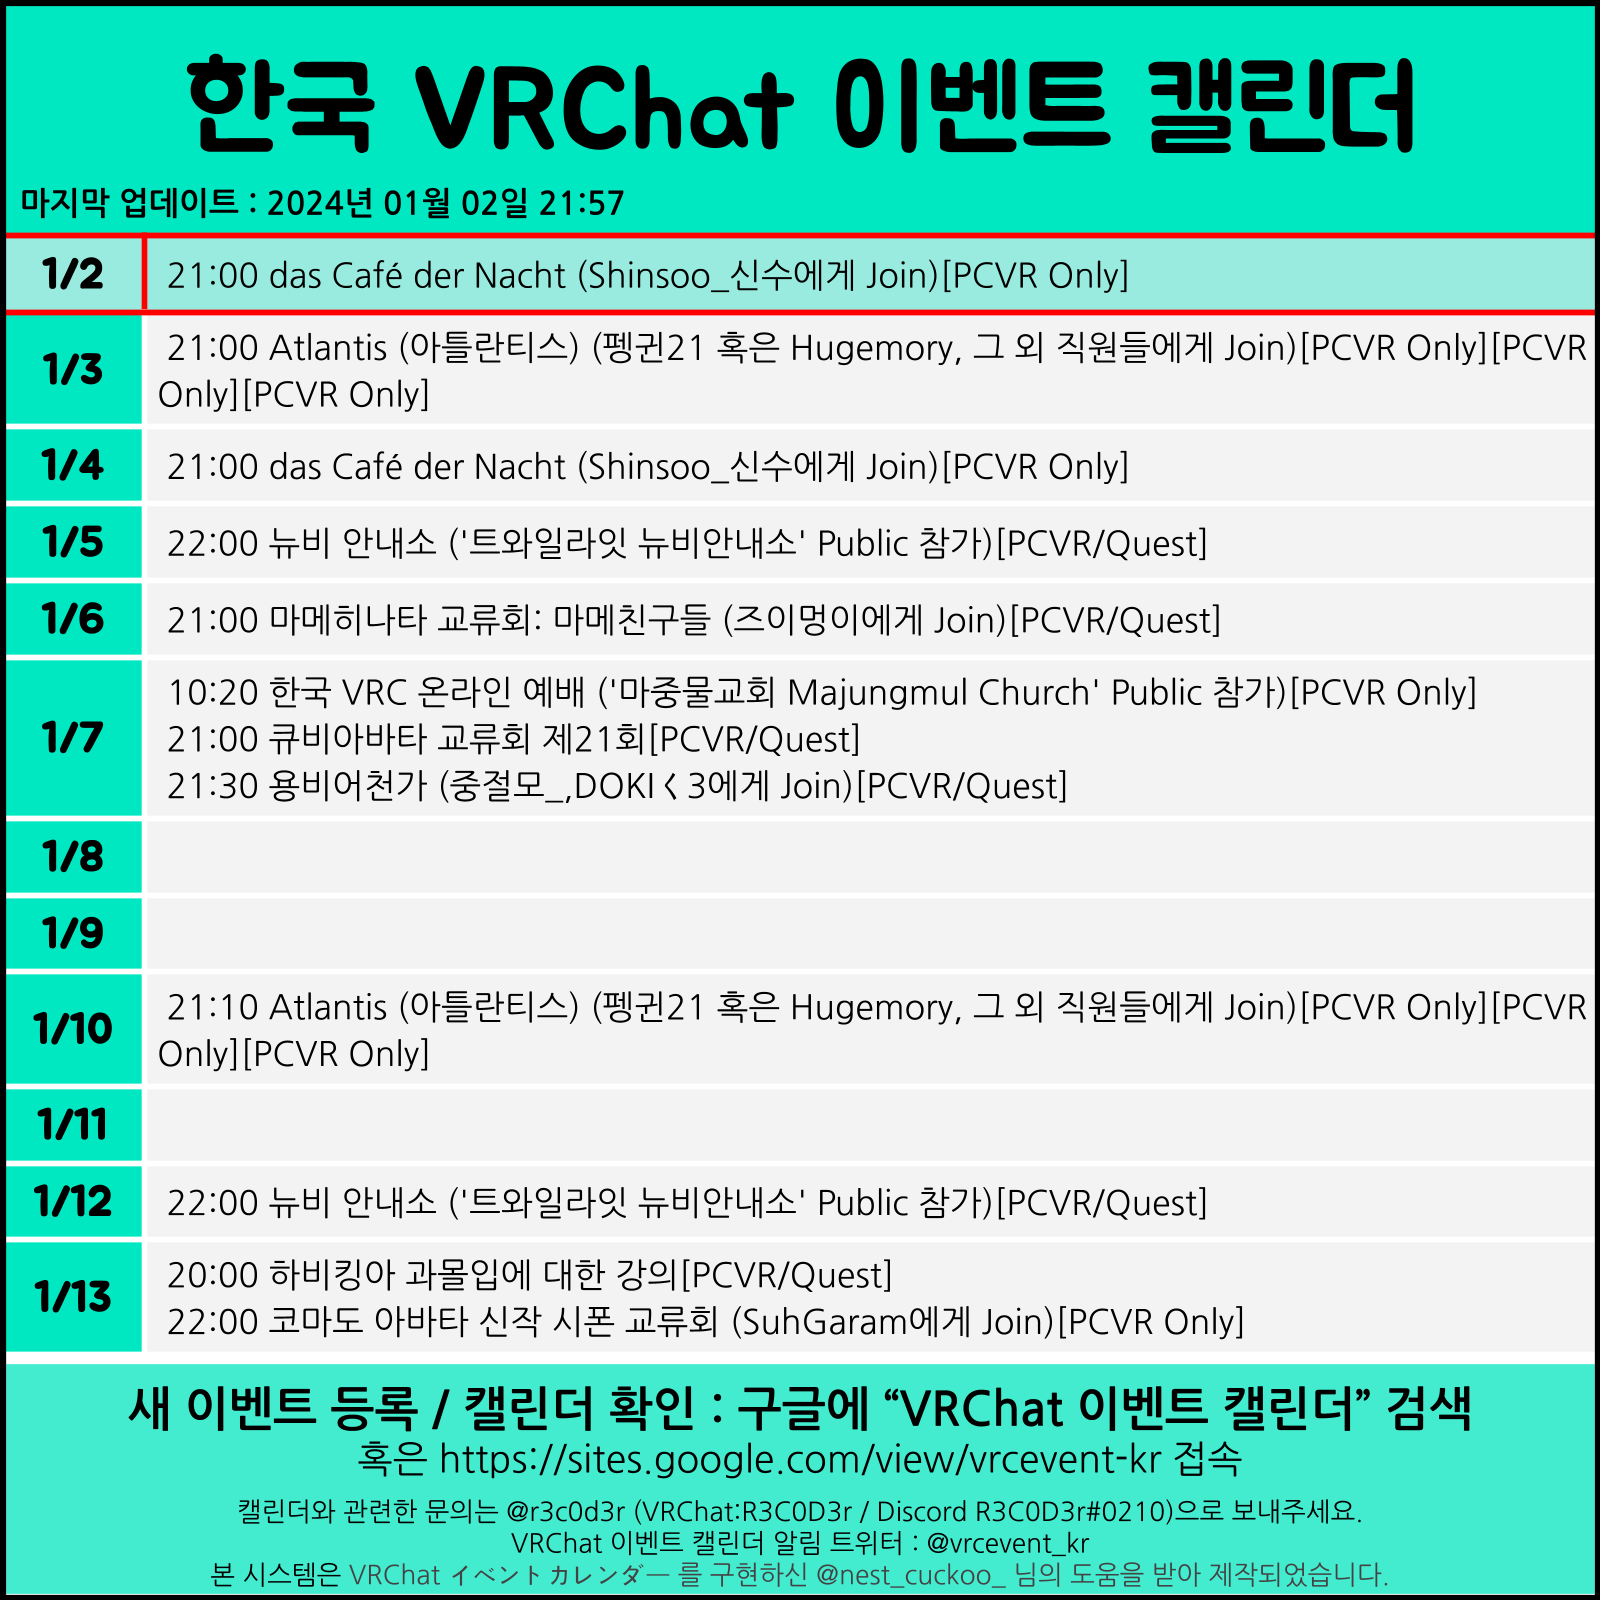 한국 VRChat 이벤트 캘린더
마지막 업데이트 : 2024년 01월 02일 21:57
1/2
21:00 das Café der Nacht (Shinsoo_신수에게 Join)[PCVR Only]
1/3
21:00 Atlantis (아틀란티스) (펭귄21 혹은 Hugemory, 그 외 직원들에게 Join)[PCVR Only][PCVR
Only][PCVR Only]
1/4
21:00 das Café der Nacht (Shinsoo_신수에게 Join)[PCVR Only]
1/5
22:00 뉴비 안내소 ('트와일라잇 뉴비안내소' Public 참가)[PCVR/Quest]
1/6
21:00 마메히나타 교류회: 마메친구들 (즈이멍이에게 Join)[PCVR/Quest]
1/7
10:20 한국 VRC 온라인 예배 ('마중물교회 Majungmul Church' Public 참가)[PCVR Only]
21:00 큐비아바타 교류회 제21회[PCVR/Quest]
21:30 용비어천가 (중절모_,DOKIく3에게 Join)[PCVR/Quest]
1/8
1/9
1/10
21:10 Atlantis (아틀란티스) (펭귄21 혹은 Hugemory, 그 외 직원들에게 Join)[PCVR Only][PCVR
Only][PCVR Only]
1/11
1/12
22:00 뉴비 안내소 ('트와일라잇 뉴비안내소' Public 참가)[PCVR/Quest]
1/13
20:00 하비킹아 과몰입에 대한 강의[PCVR/Quest]
22:00 코마도 아바타 신작 시폰 교류회 (SuhGaram에게 Join)[PCVR Only]
새 이벤트 등록 / 캘린더 확인 : 구글에 “VRChat 이벤트 캘린더” 검색
혹은 https://sites.google.com/view/vrcevent-kr 접속
캘린더와 관련한 문의는 @r3c0d3r (VRChat:R3C0D3r / Discord R3C0D3r#0210)으로 보내주세요.
VRChat 이벤트 캘린더 알림 트위터 : @vrcevent_kr
본 시스템은 VRChat イベントカレンダー 를 구현하신 @nest_cuckoo_ 님의 도움을 받아 제작되었습니다.